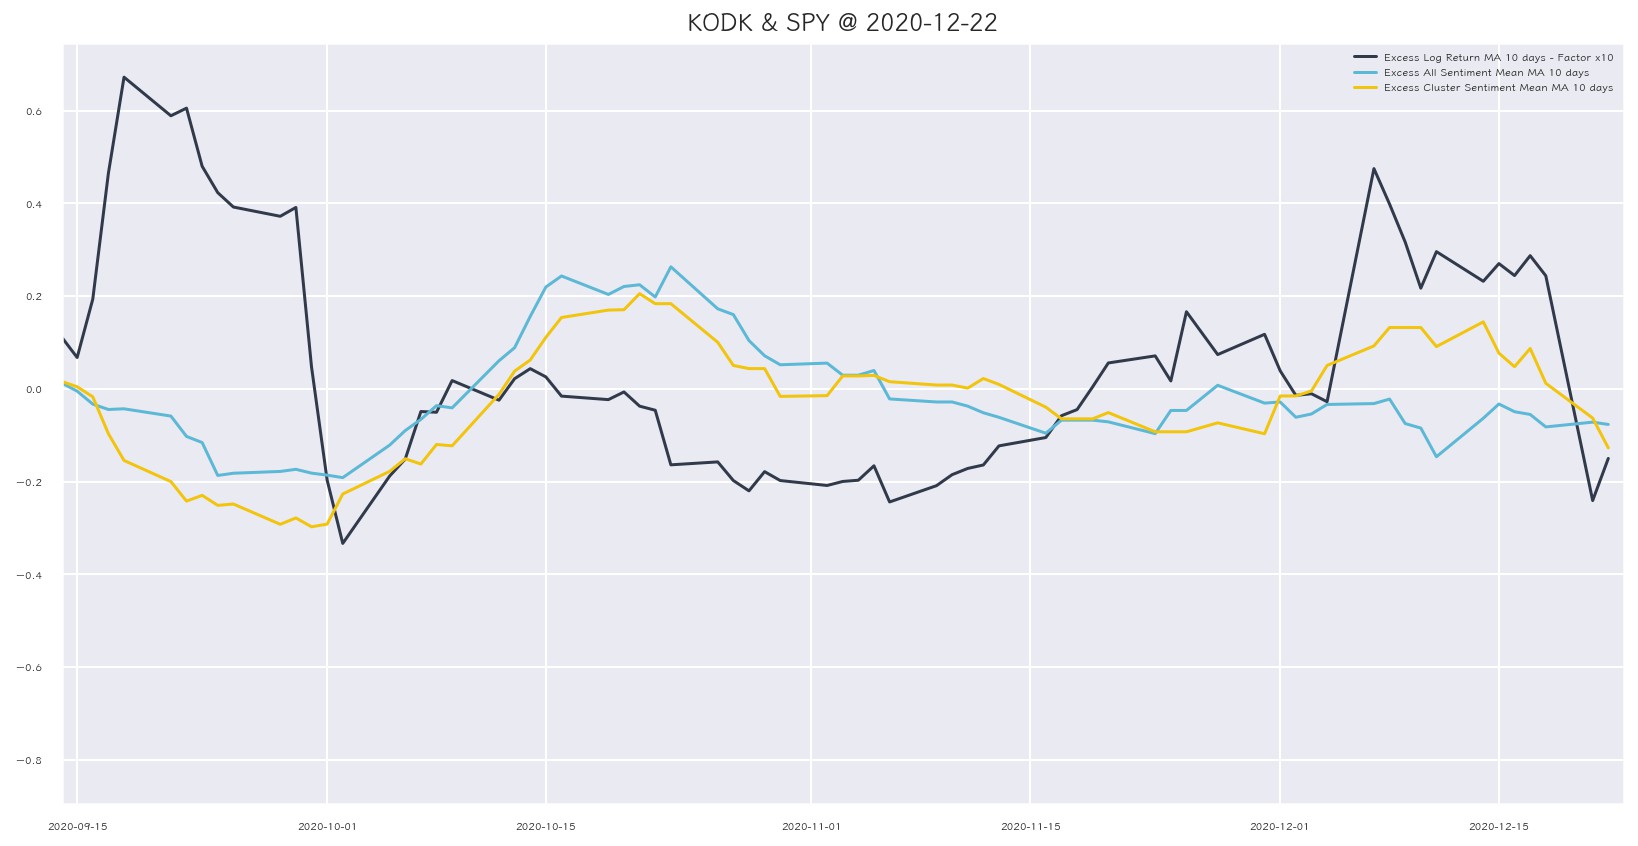 KODK & SPY @ 2020-12-22
Excess Log Return MA 10 days - Factor x10
Excess All Sentiment Mean MA 10 days
Excess Cluster Sentiment Mean MA 10 days
0.6
0.4
0.2
0.0
−0.2
−0.4
−0.6
−0.8
2020-09-15 2020-10-01 2020-10-15 2020-11-01 2020-11-15 2020-12-01 2020-12-15